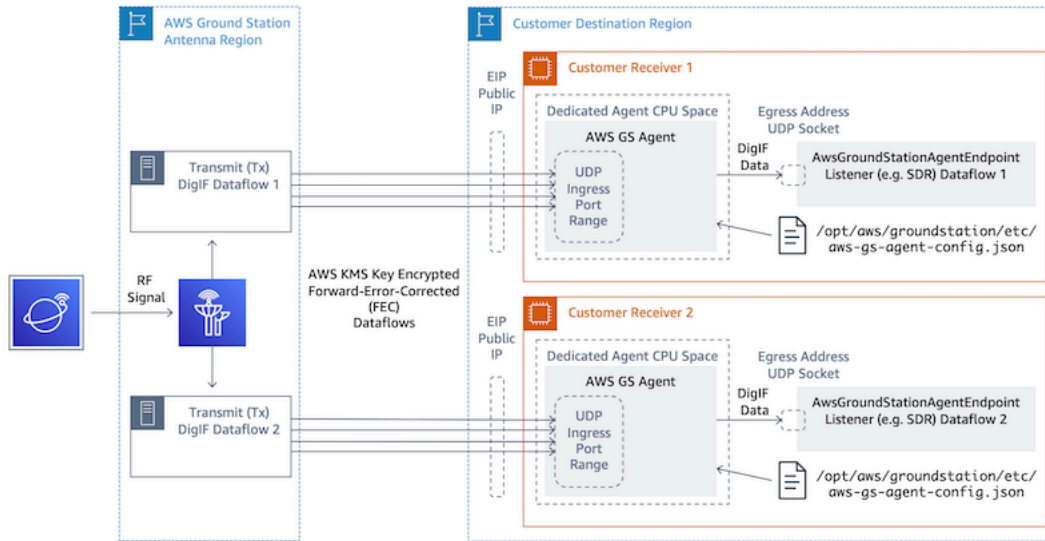 AWS Ground Station
Antenna Region
Customer Destination Region
EIP
Public
IP
Customer Receiver 1
Dedicated Agent CPU Space
AWS GS Agent
UDP
Ingress
Port
Range
Egress Address
UDP Socket
DigIF
Data
AwsGroundStationAgentEndpoint
Listener (e.g. SDR) Dataflow 1
/opt/aws/groundstation/etc/
aws-gs-agent-config.json
Transmit (Tx)
DigIF Dataflow 1
RF
Signal
AWS KMS Key Encrypted
Forward-Error-Corrected
(FEC)
Dataflows
Transmit (Tx)
DigIF Dataflow 2
EIP
Public
IP
Customer Receiver 2
Dedicated Agent CPU Space
AWS GS Agent
UDP
Ingress
Port
Range
Egress Address
UDP Socket
DigIF
Data
AwsGroundStationAgentEndpoint
Listener (e.g. SDR) Dataflow 2
/opt/aws/groundstation/etc/
aws-gs-agent-config.json